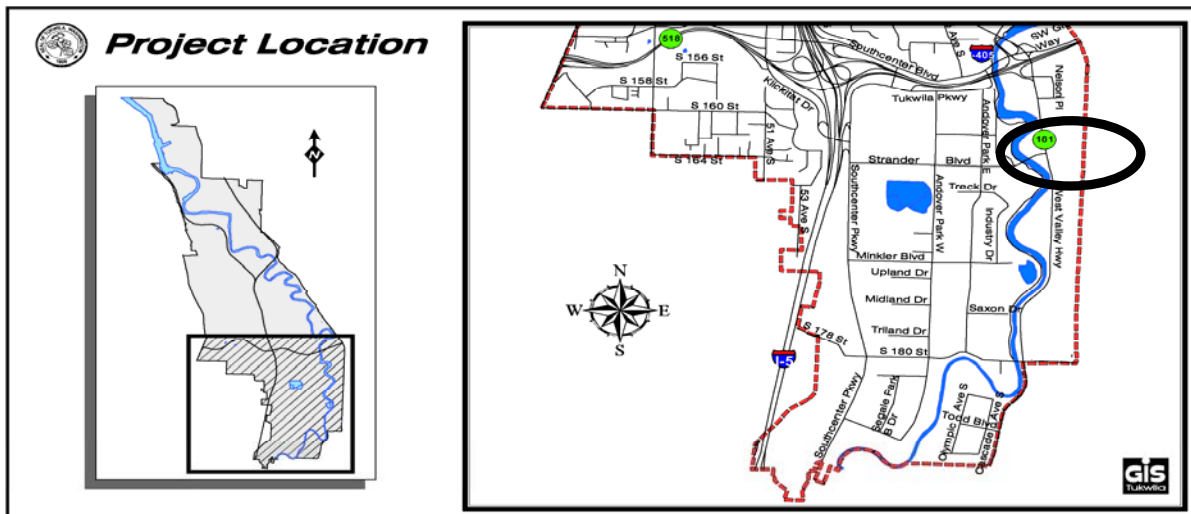 Project Location
518
S 156 St
S 158 St
S 160 St
S 164 St
51 Ave S
53 Ave S
Klickitat Dr
Southcenter Blvd
Ave S
I-405
SW G
Way
Nelson Pl
Tukwila Pkwy
Andover Park E
101
Strander Blvd
Southcenter Pkwy
Andover Park W
Treck Dr
Industry Dr
West Valley Hwy
Minkler Blvd
Upland Dr
Midland Dr
Saxon Dr
Triland Dr
S 178 St
S 180 St
I-5
N
W
E
S
Southcenter Pkwy
Segale Park
B Dr
Olympic Ave S
Todd Blvd
Cascade Ave S
GIS
Tukwila
N